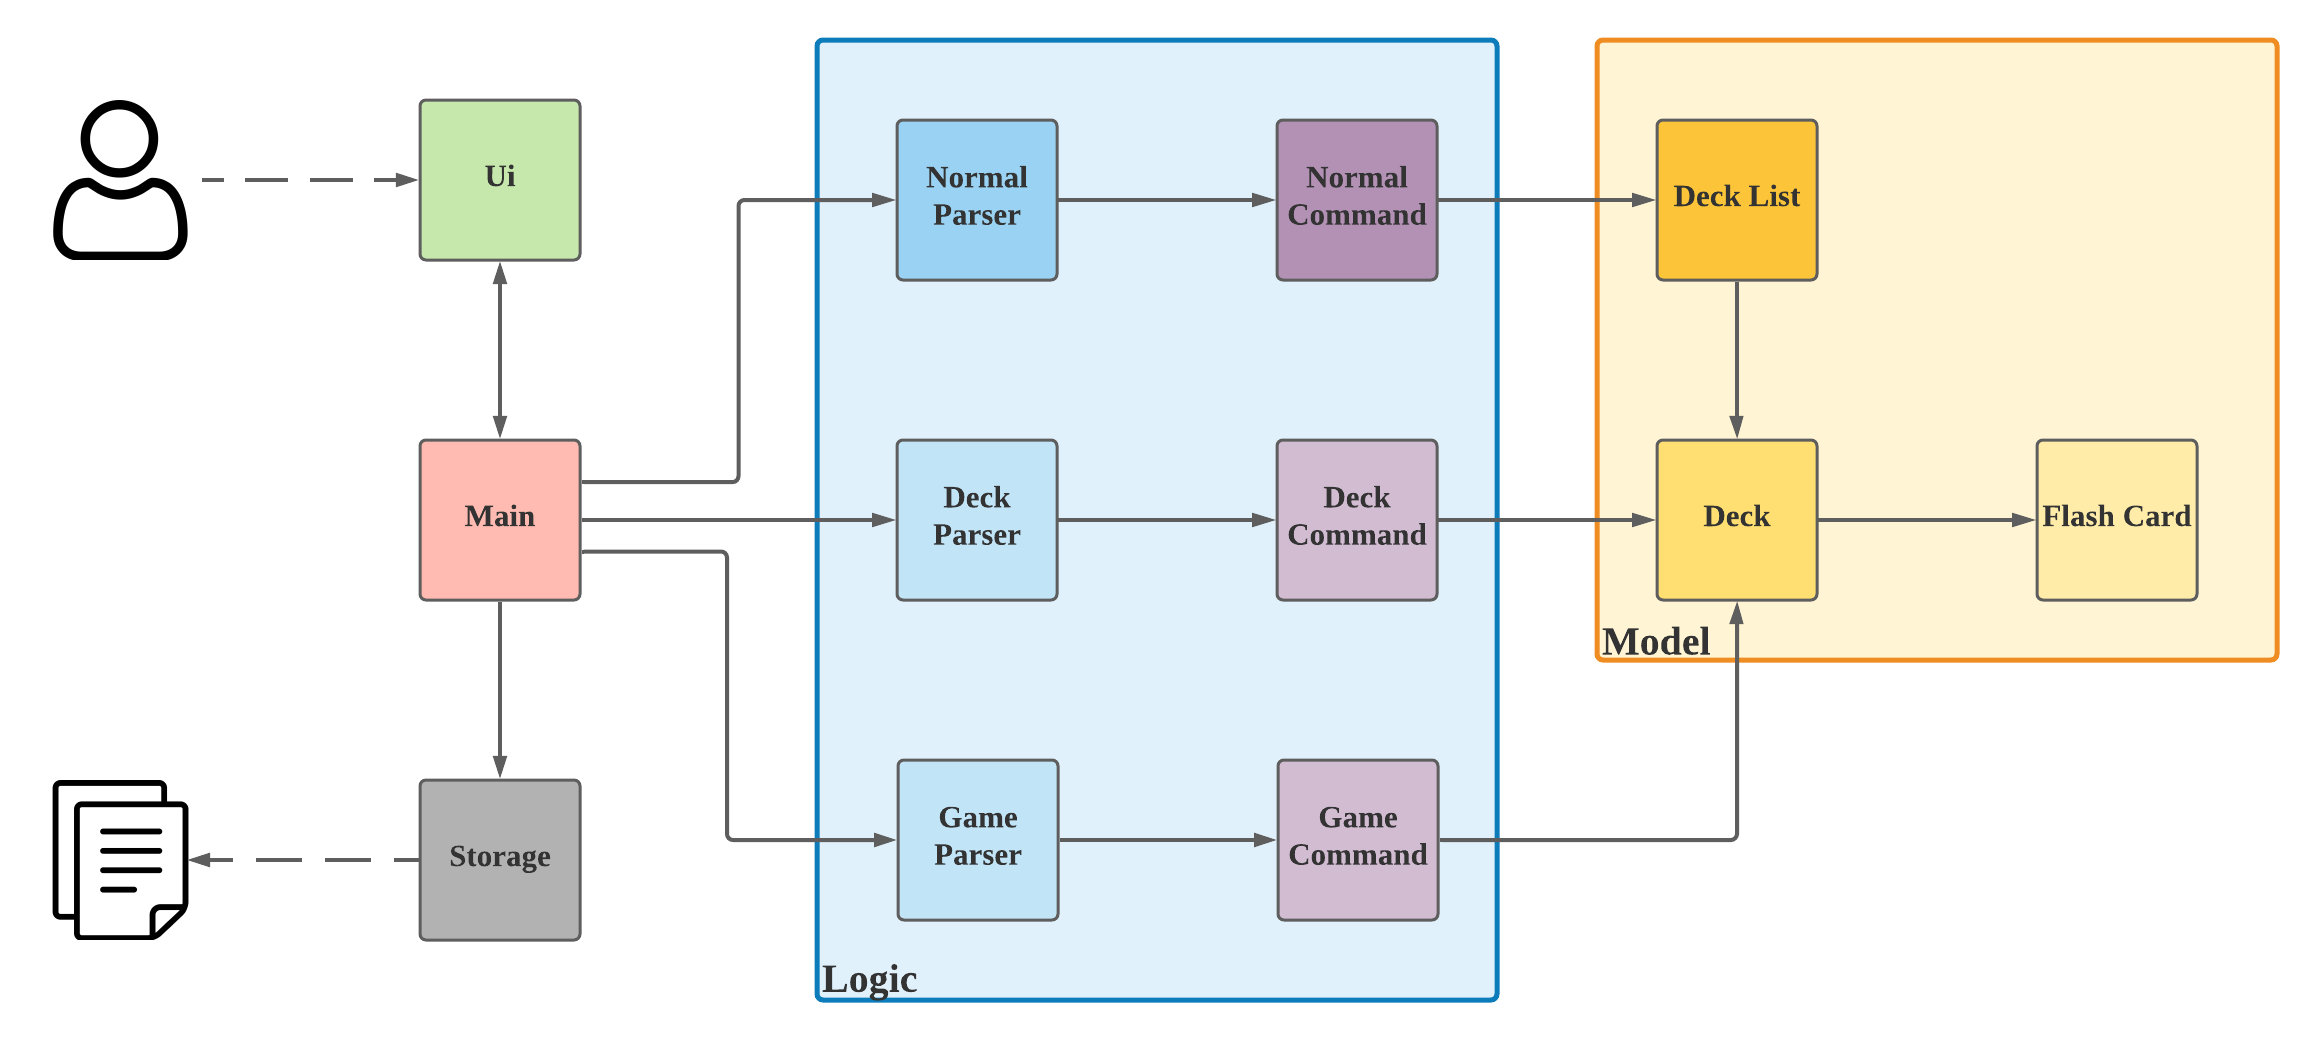 Ui
Normal
Parser
Normal
Command
Deck List
Main
Deck
Parser
Deck
Command
Deck
Flash Card
Model
Storage
Game
Parser
Game
Command
Logic